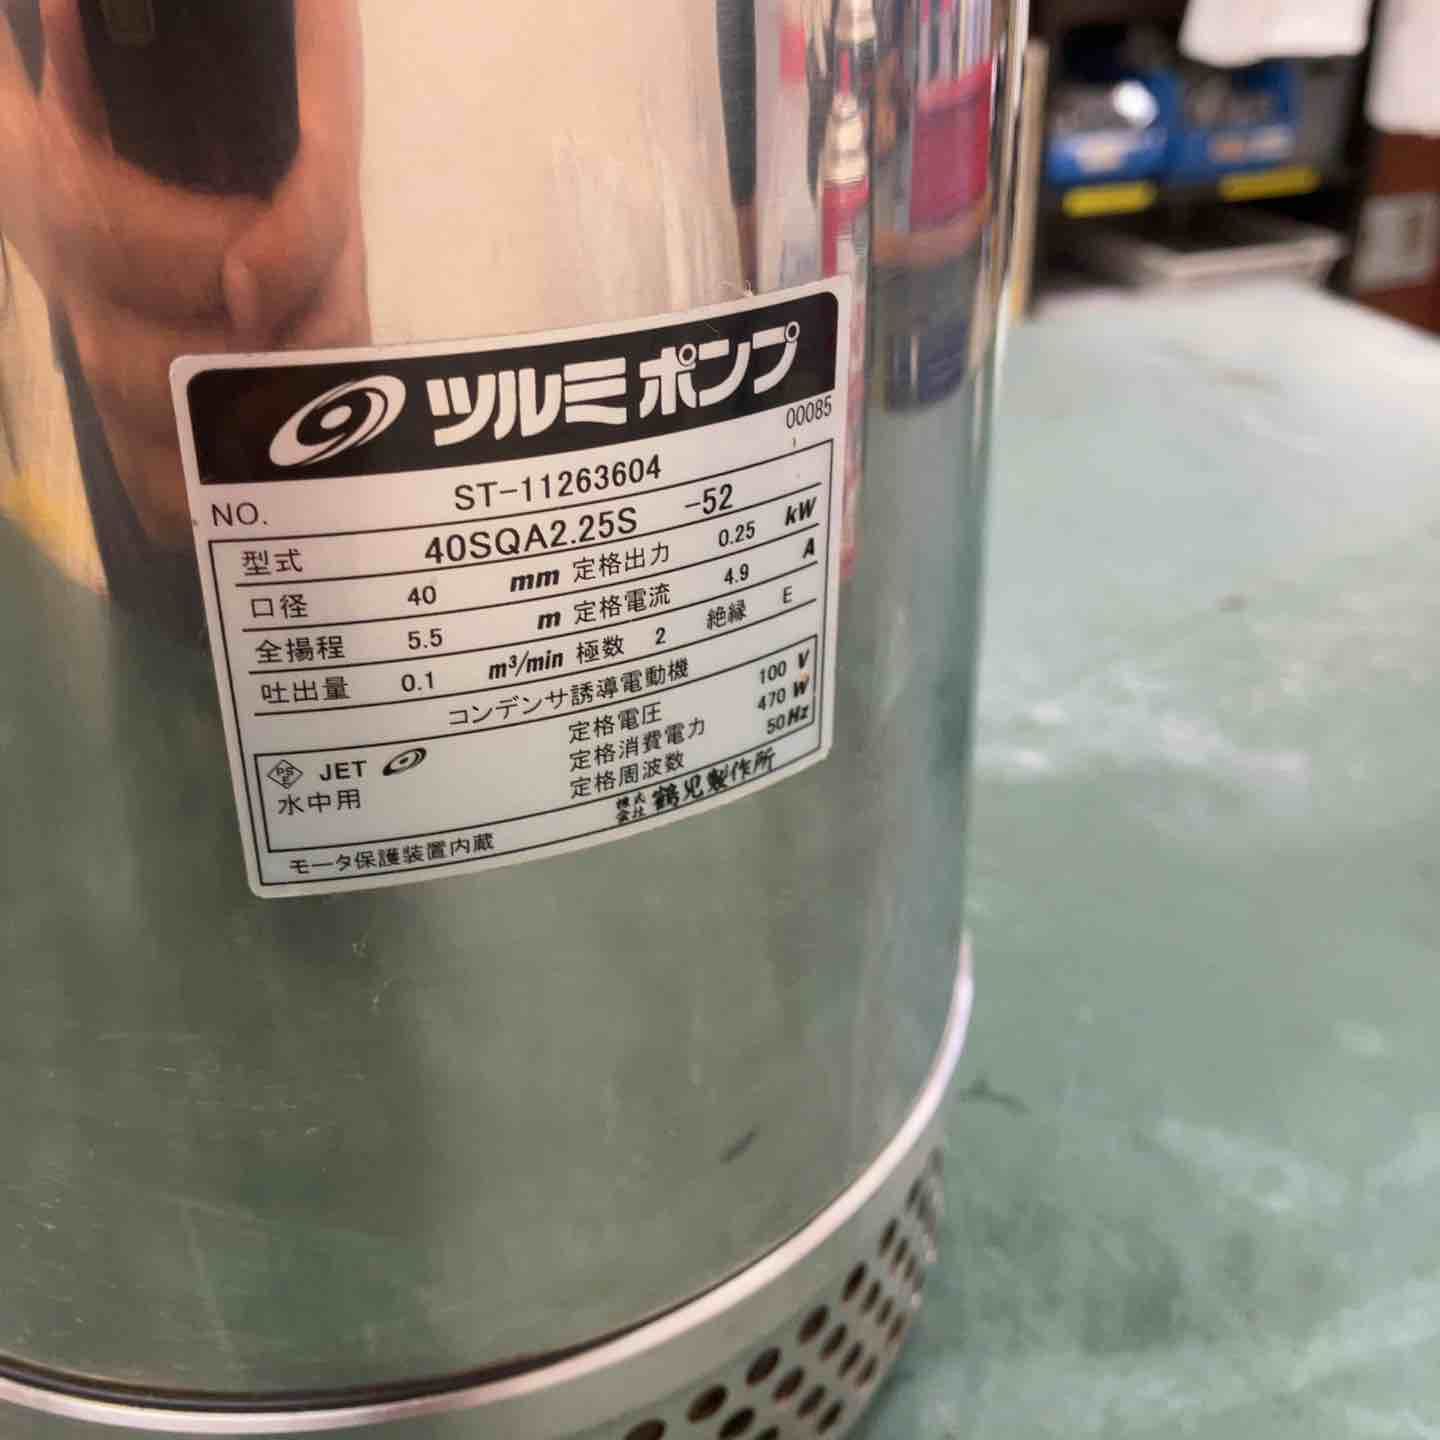 ツルミポンプ
00085
NO. ST-11263604
型式 40SQA2.25S -52
口径 40 mm 定格出力 0.25 kW
全揚程 5.5 m 定格電流 4.9 A
吐出量 0.1 m³/min 極数 2 絶縁 E
コンデンサ誘導電動機
定格電圧 100 V
定格消費電力 470 W
定格周波数 50Hz
PSE JET
水中用
株式会社 鶴見製作所
モータ保護装置内蔵